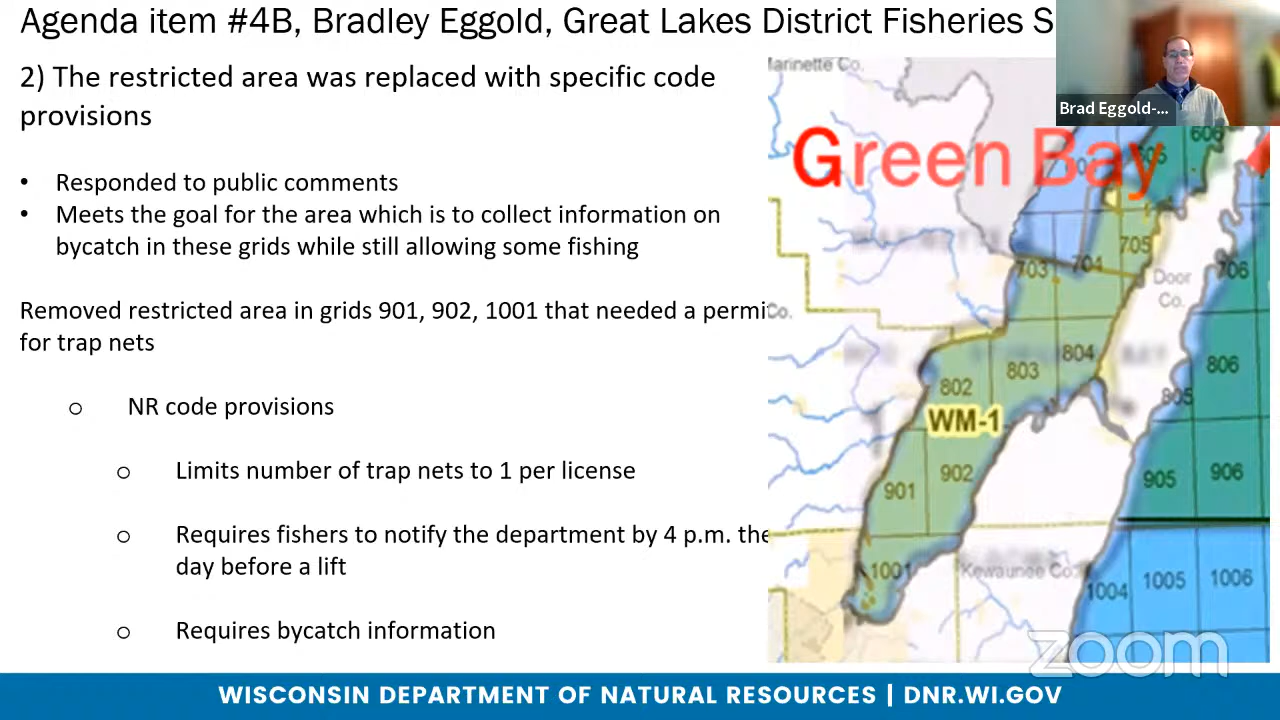 Agenda item #4B, Bradley Eggold, Great Lakes District Fisheries S
Brad Eggold-...
2) The restricted area was replaced with specific code
provisions
• Responded to public comments
• Meets the goal for the area which is to collect information on
bycatch in these grids while still allowing some fishing
Removed restricted area in grids 901, 902, 1001 that needed a permi
for trap nets
o NR code provisions
o Limits number of trap nets to 1 per license
o Requires fishers to notify the department by 4 p.m. the
day before a lift
o Requires bycatch information
Marinette Co.
606
Green Bay
605
705
703 704
Door
Co.
706
Co.
804
803
806
802
805
WM-1
902
901
905 906
1001
Kewaunee Co.
1004 1005 1006
zoom
WISCONSIN DEPARTMENT OF NATURAL RESOURCES | DNR.WI.GOV